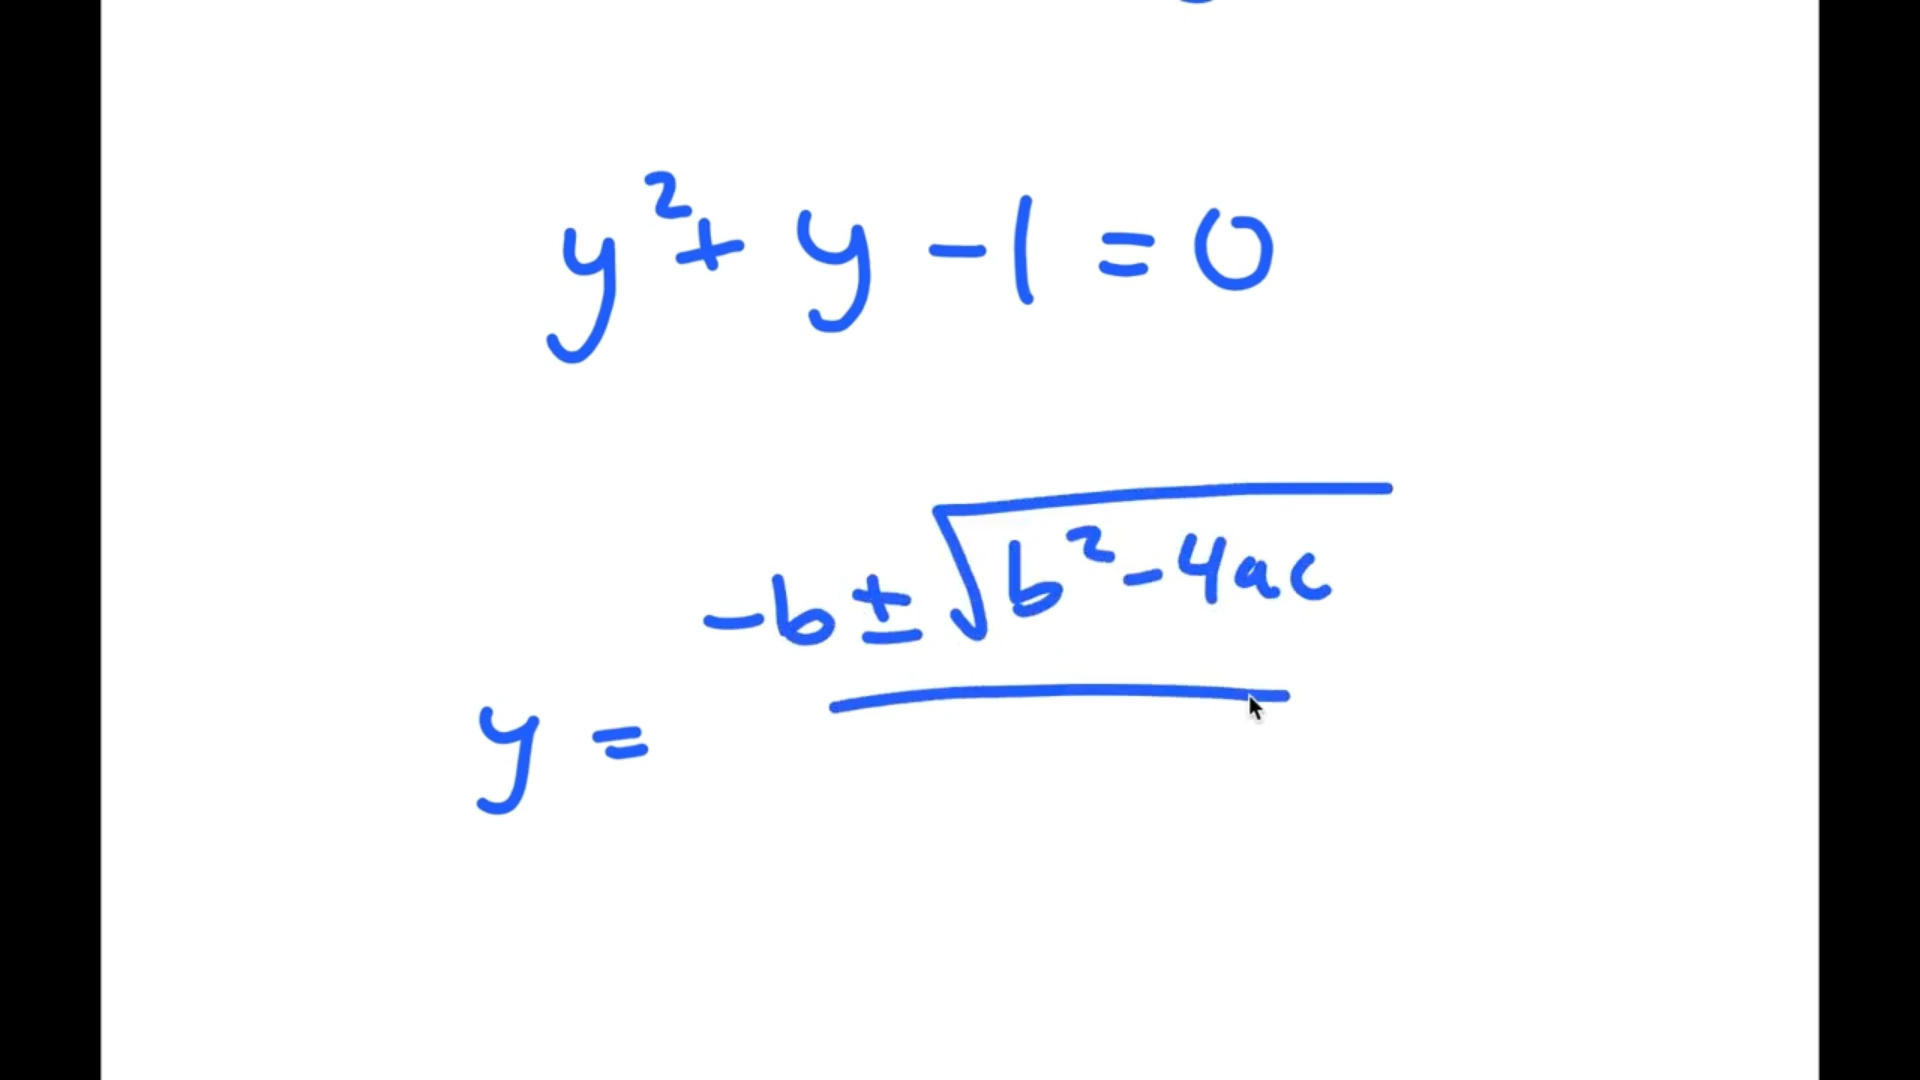 y² + y - 1 = 0
-b ± √b² - 4ac
y =